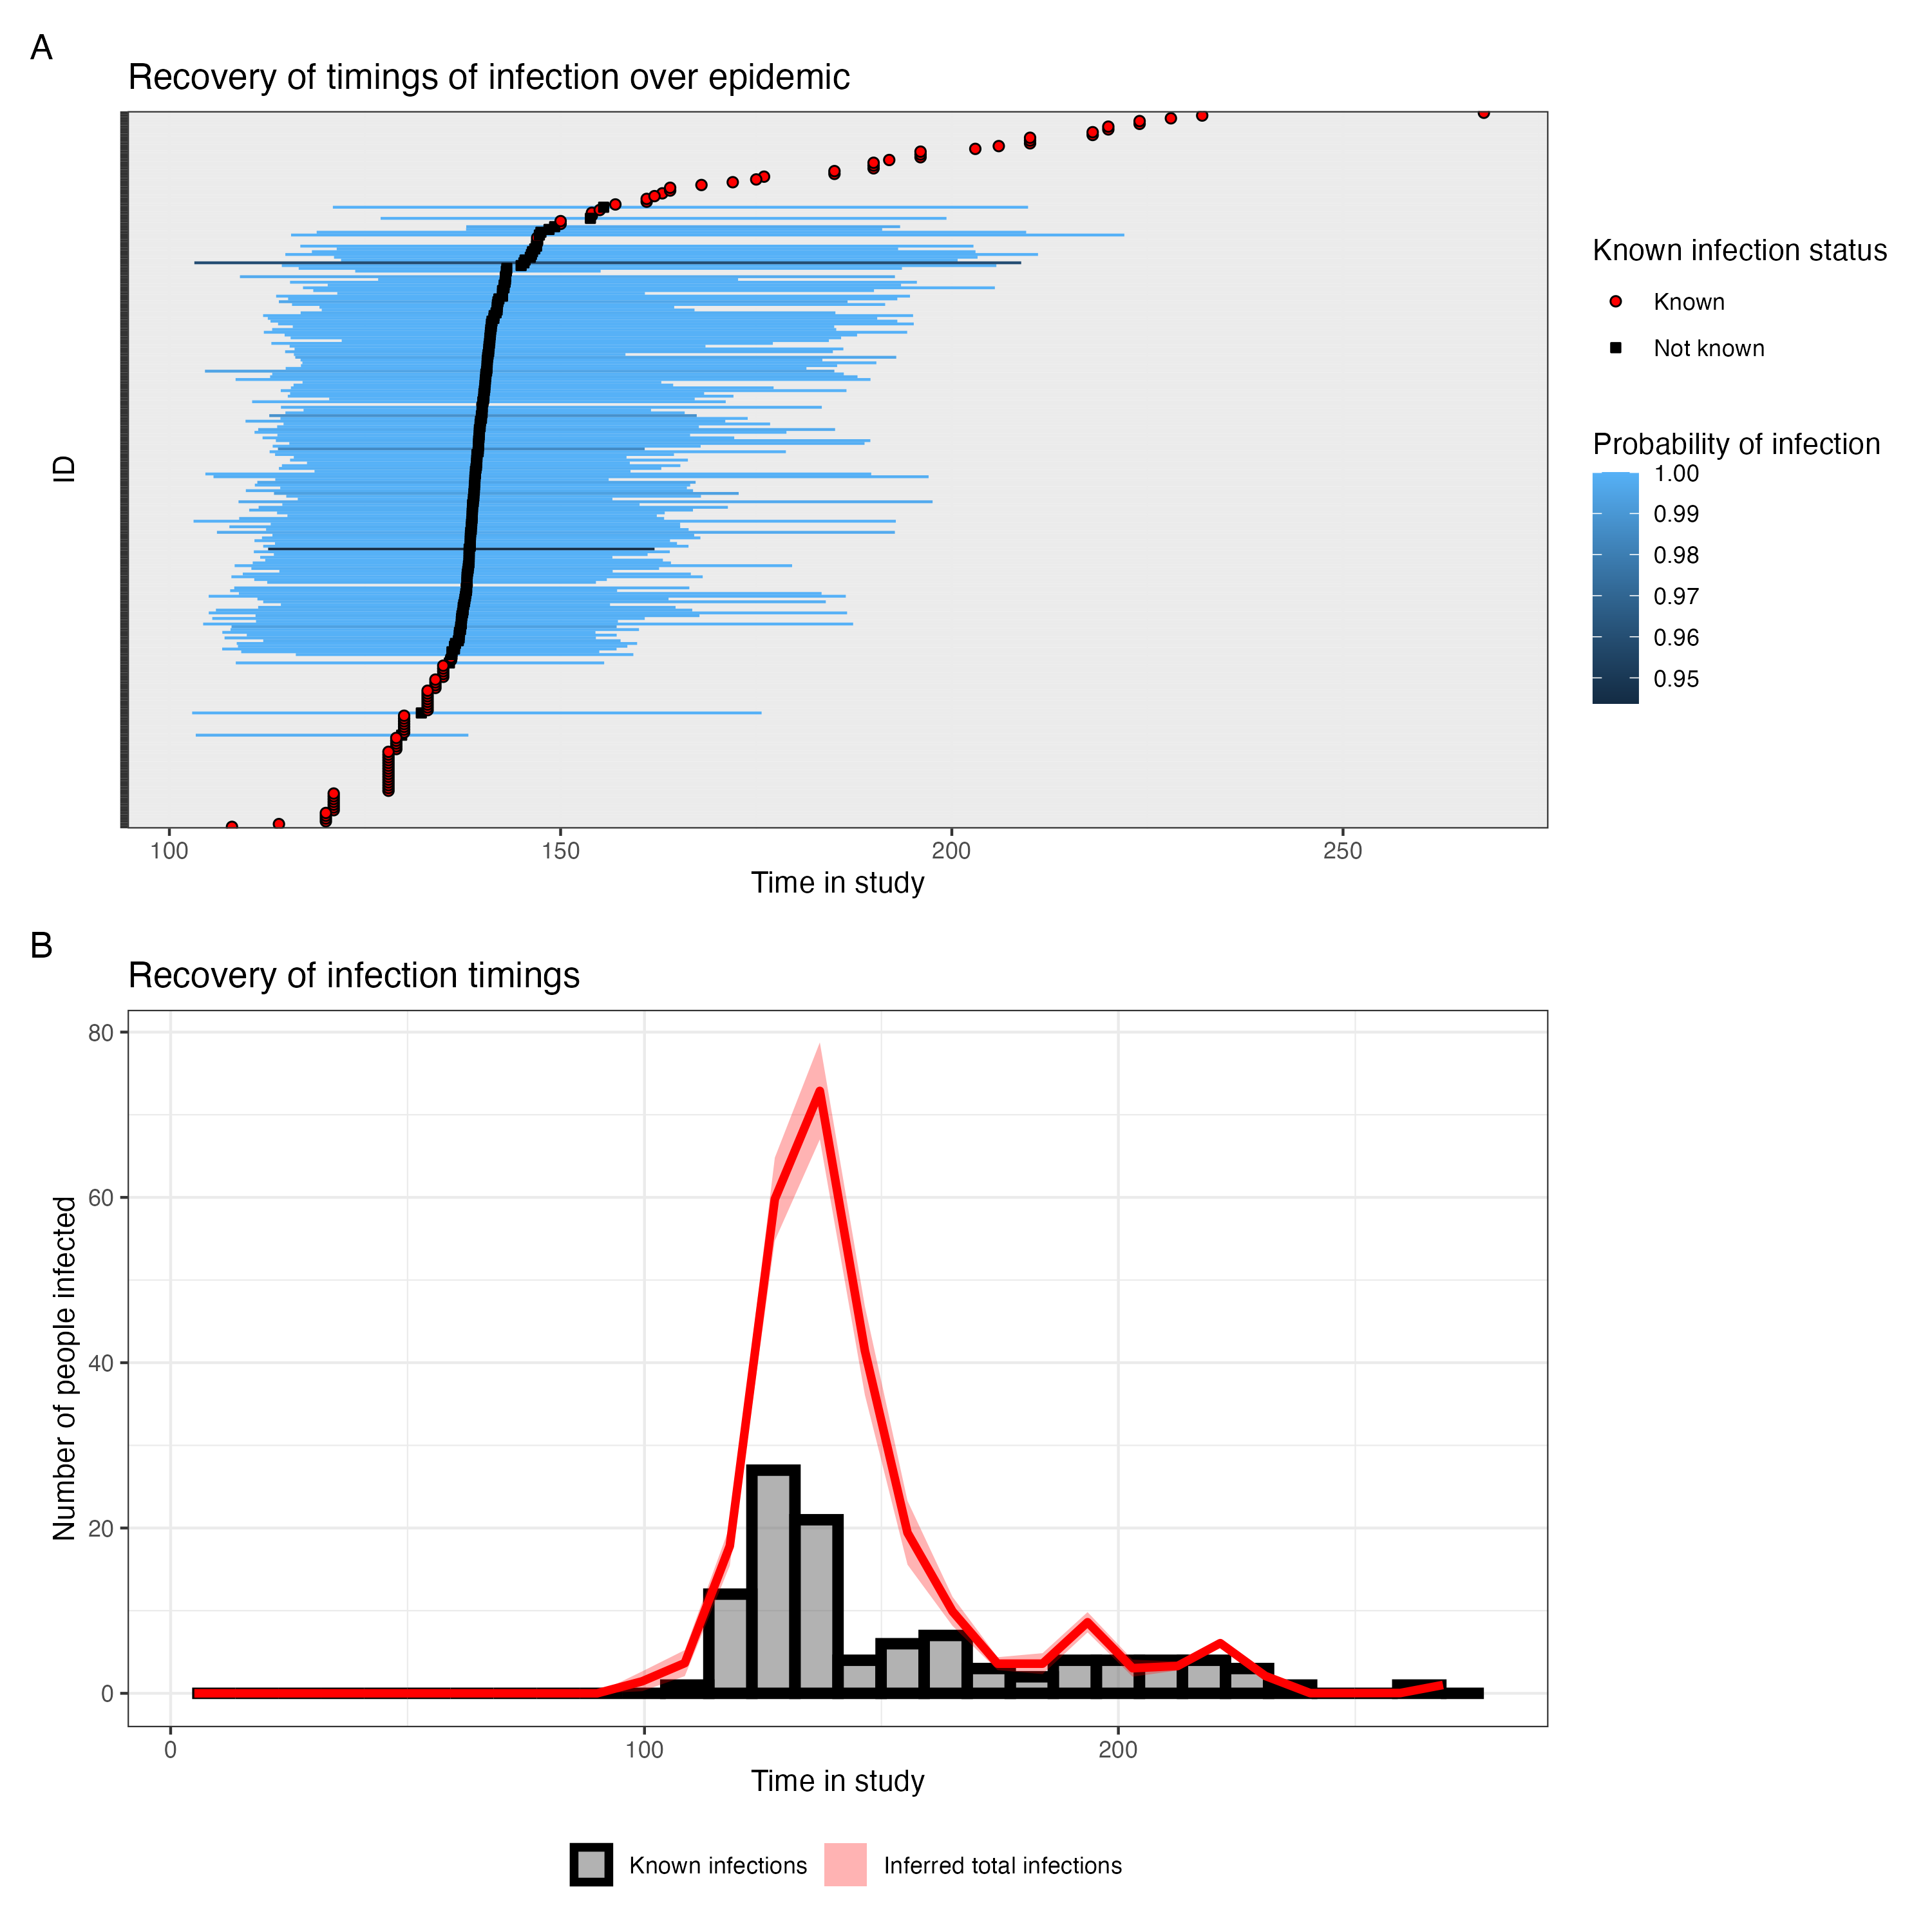 A
Recovery of timings of infection over epidemic
ID
100 150 200 250
Time in study
Known infection status
Known
Not known
Probability of infection
1.00
0.99
0.98
0.97
0.96
0.95
B
Recovery of infection timings
Number of people infected
80
60
40
20
0
0 100 200
Time in study
Known infections Inferred total infections